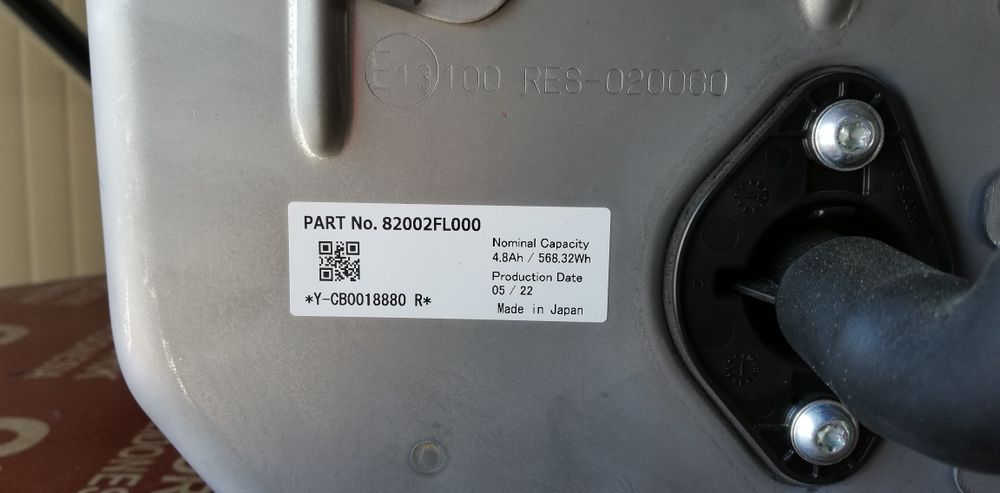 E13 100 RES-020060
PART No. 82002FL000
Nominal Capacity
4.8Ah / 568.32Wh
Production Date
05 / 22
*Y-CB0018880 R*
Made in Japan